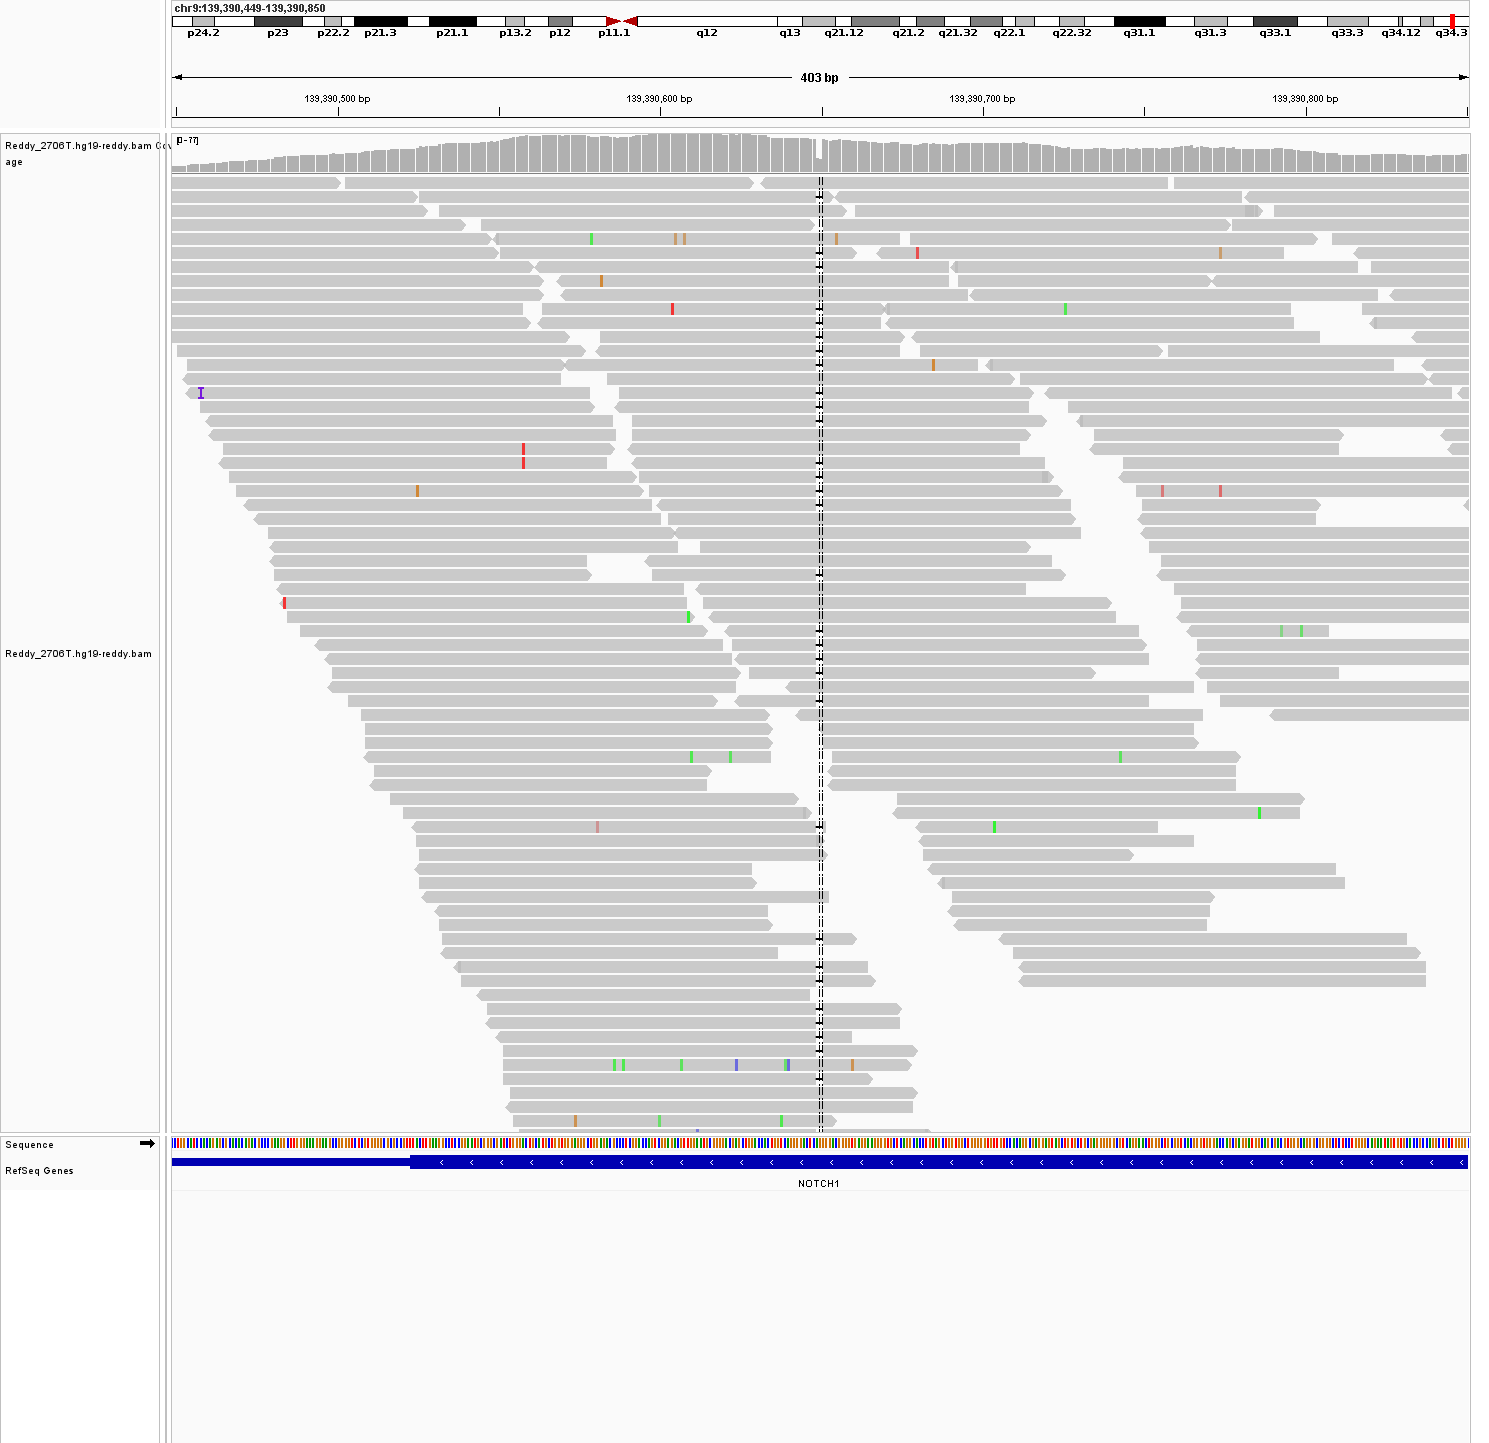 chr9:139,390,449-139,390,850
p24.2 p23 p22.2 p21.3 p21.1 p13.2 p12 p11.1 q12 q13 q21.12 q21.2 q21.32 q22.1 q22.32 q31.1 q31.3 q33.1 q33.3 q34.12 q34.3
403 bp
139,390,500 bp 139,390,600 bp 139,390,700 bp 139,390,800 bp
[0 - 77]
Reddy_2706T.hg19-reddy.bam Cov
age
Reddy_2706T.hg19-reddy.bam
Sequence
RefSeq Genes
NOTCH1